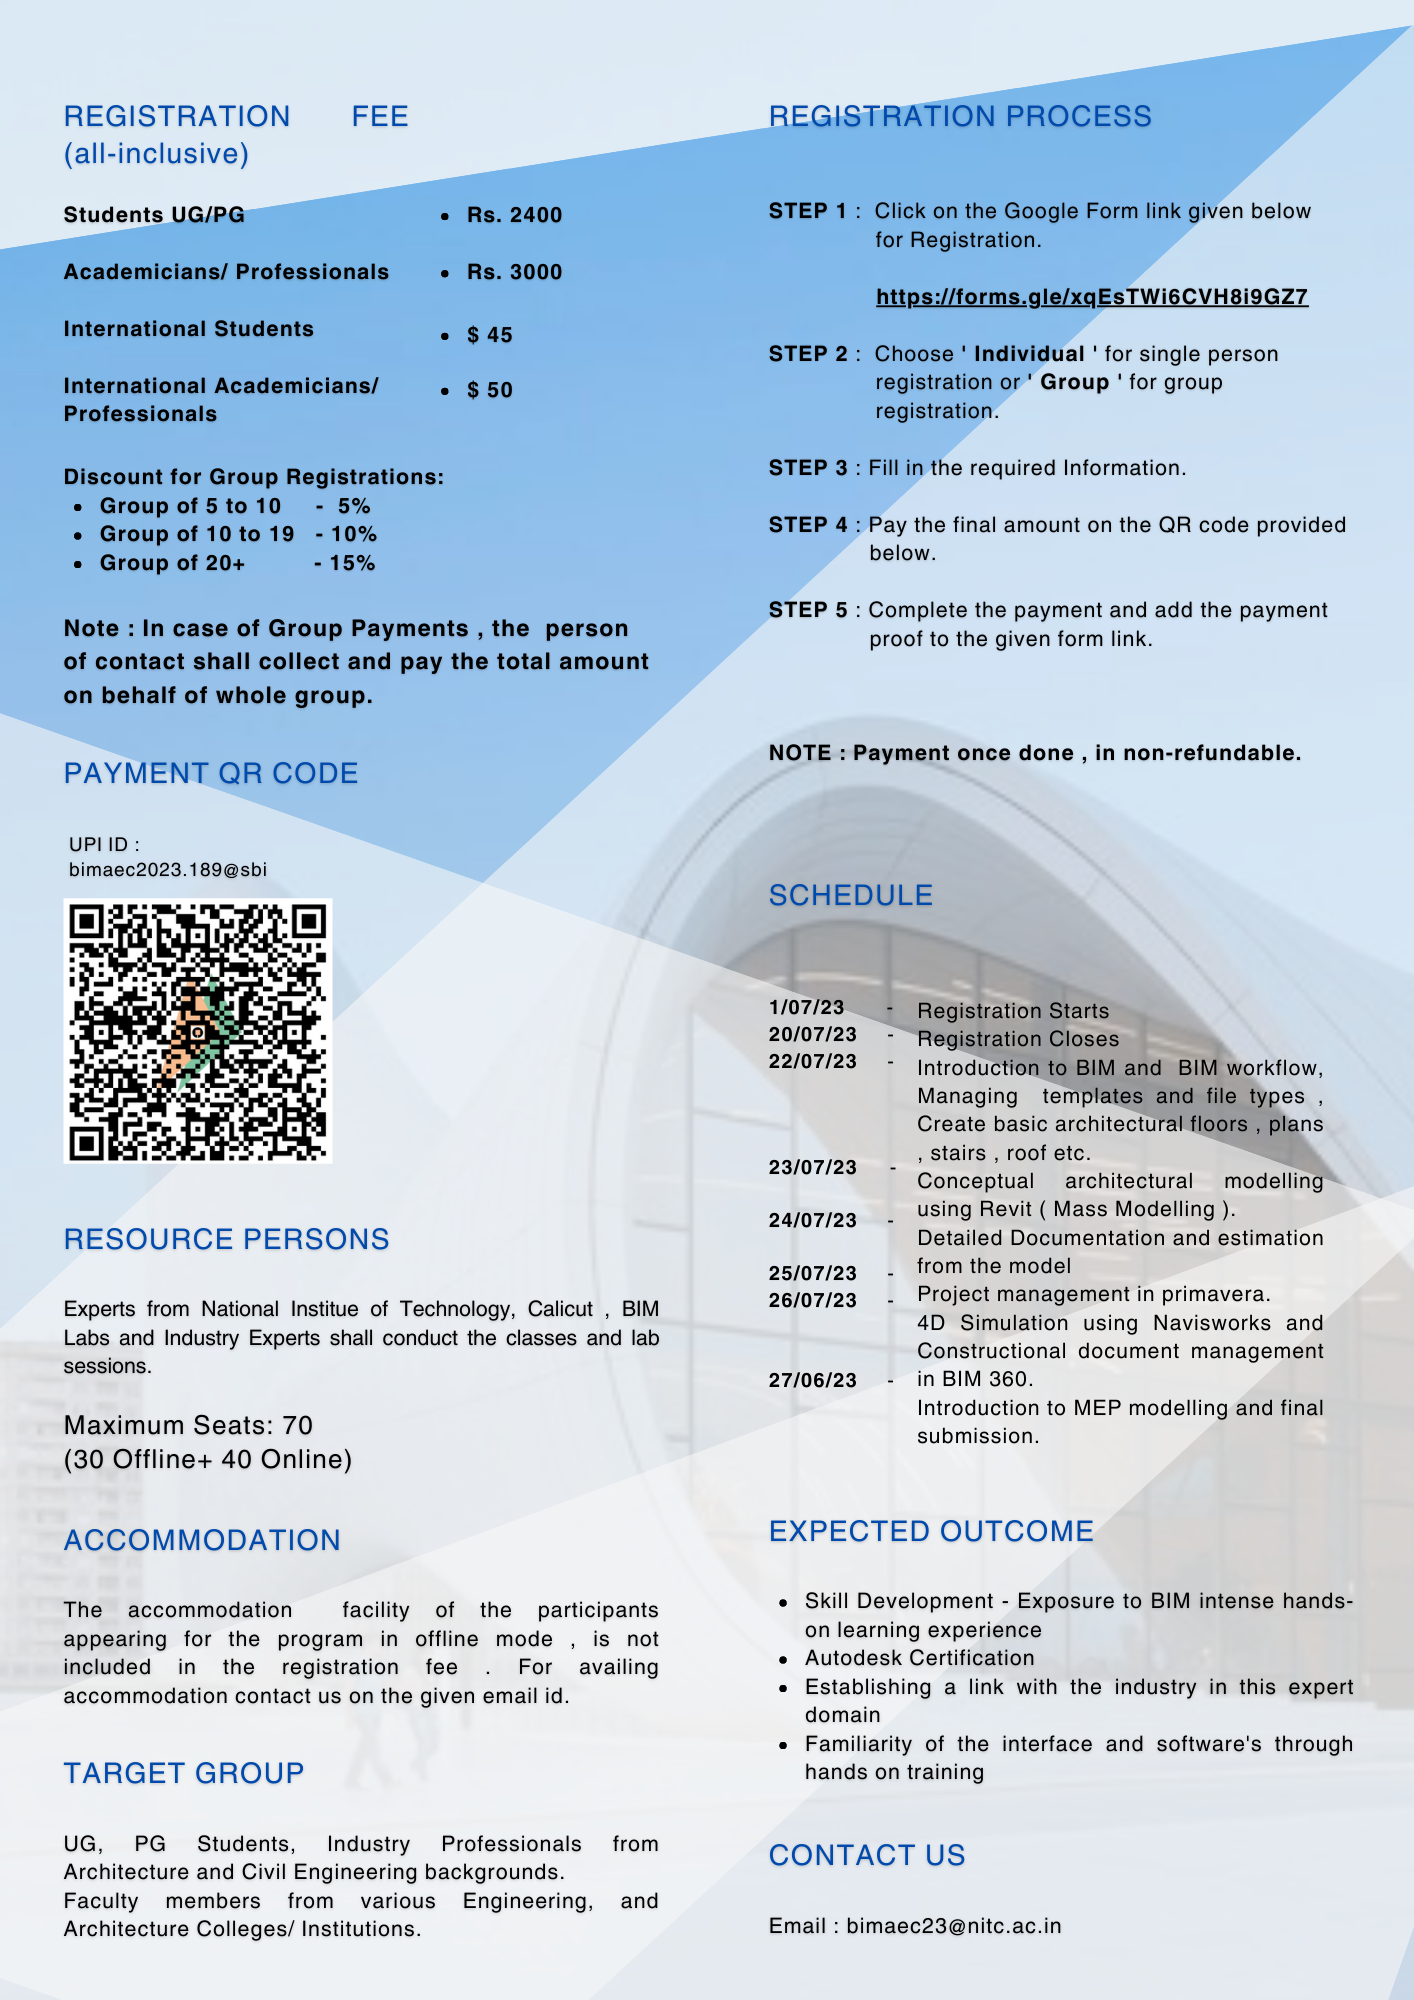 REGISTRATION FEE
(all-inclusive)
Students UG/PG • Rs. 2400
Academicians/ Professionals • Rs. 3000
International Students • $ 45
International Academicians/ • $ 50
Professionals
Discount for Group Registrations:
• Group of 5 to 10 - 5%
• Group of 10 to 19 - 10%
• Group of 20+ - 15%
Note : In case of Group Payments , the person
of contact shall collect and pay the total amount
on behalf of whole group.
PAYMENT QR CODE
UPI ID :
bimaec2023.189@sbi
RESOURCE PERSONS
Experts from National Institue of Technology, Calicut , BIM
Labs and Industry Experts shall conduct the classes and lab
sessions.
Maximum Seats: 70
(30 Offline+ 40 Online)
ACCOMMODATION
The accommodation facility of the participants
appearing for the program in offline mode , is not
included in the registration fee . For availing
accommodation contact us on the given email id.
TARGET GROUP
UG, PG Students, Industry Professionals from
Architecture and Civil Engineering backgrounds.
Faculty members from various Engineering, and
Architecture Colleges/ Institutions.
REGISTRATION PROCESS
STEP 1 : Click on the Google Form link given below
for Registration.
https://forms.gle/xqEsTWi6CVH8i9GZ7
STEP 2 : Choose ' Individual ' for single person
registration or ' Group ' for group
registration.
STEP 3 : Fill in the required Information.
STEP 4 : Pay the final amount on the QR code provided
below.
STEP 5 : Complete the payment and add the payment
proof to the given form link.
NOTE : Payment once done , in non-refundable.
SCHEDULE
1/07/23 - Registration Starts
20/07/23 - Registration Closes
22/07/23 - Introduction to BIM and BIM workflow,
Managing templates and file types ,
Create basic architectural floors , plans
, stairs , roof etc.
23/07/23 - Conceptual architectural modelling
using Revit ( Mass Modelling ).
24/07/23 - Detailed Documentation and estimation
from the model
25/07/23 - Project management in primavera.
26/07/23 - 4D Simulation using Navisworks and
Constructional document management
in BIM 360.
27/06/23 - Introduction to MEP modelling and final
submission.
EXPECTED OUTCOME
• Skill Development - Exposure to BIM intense hands-
on learning experience
• Autodesk Certification
• Establishing a link with the industry in this expert
domain
• Familiarity of the interface and software's through
hands on training
CONTACT US
Email : bimaec23@nitc.ac.in